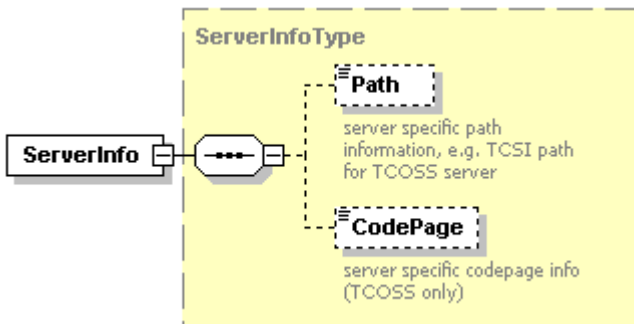 ServerInfoType
Path
server specific path
information, e.g. TCSI path
for TCOSS server
ServerInfo
CodePage
server specific codepage info
(TCOSS only)